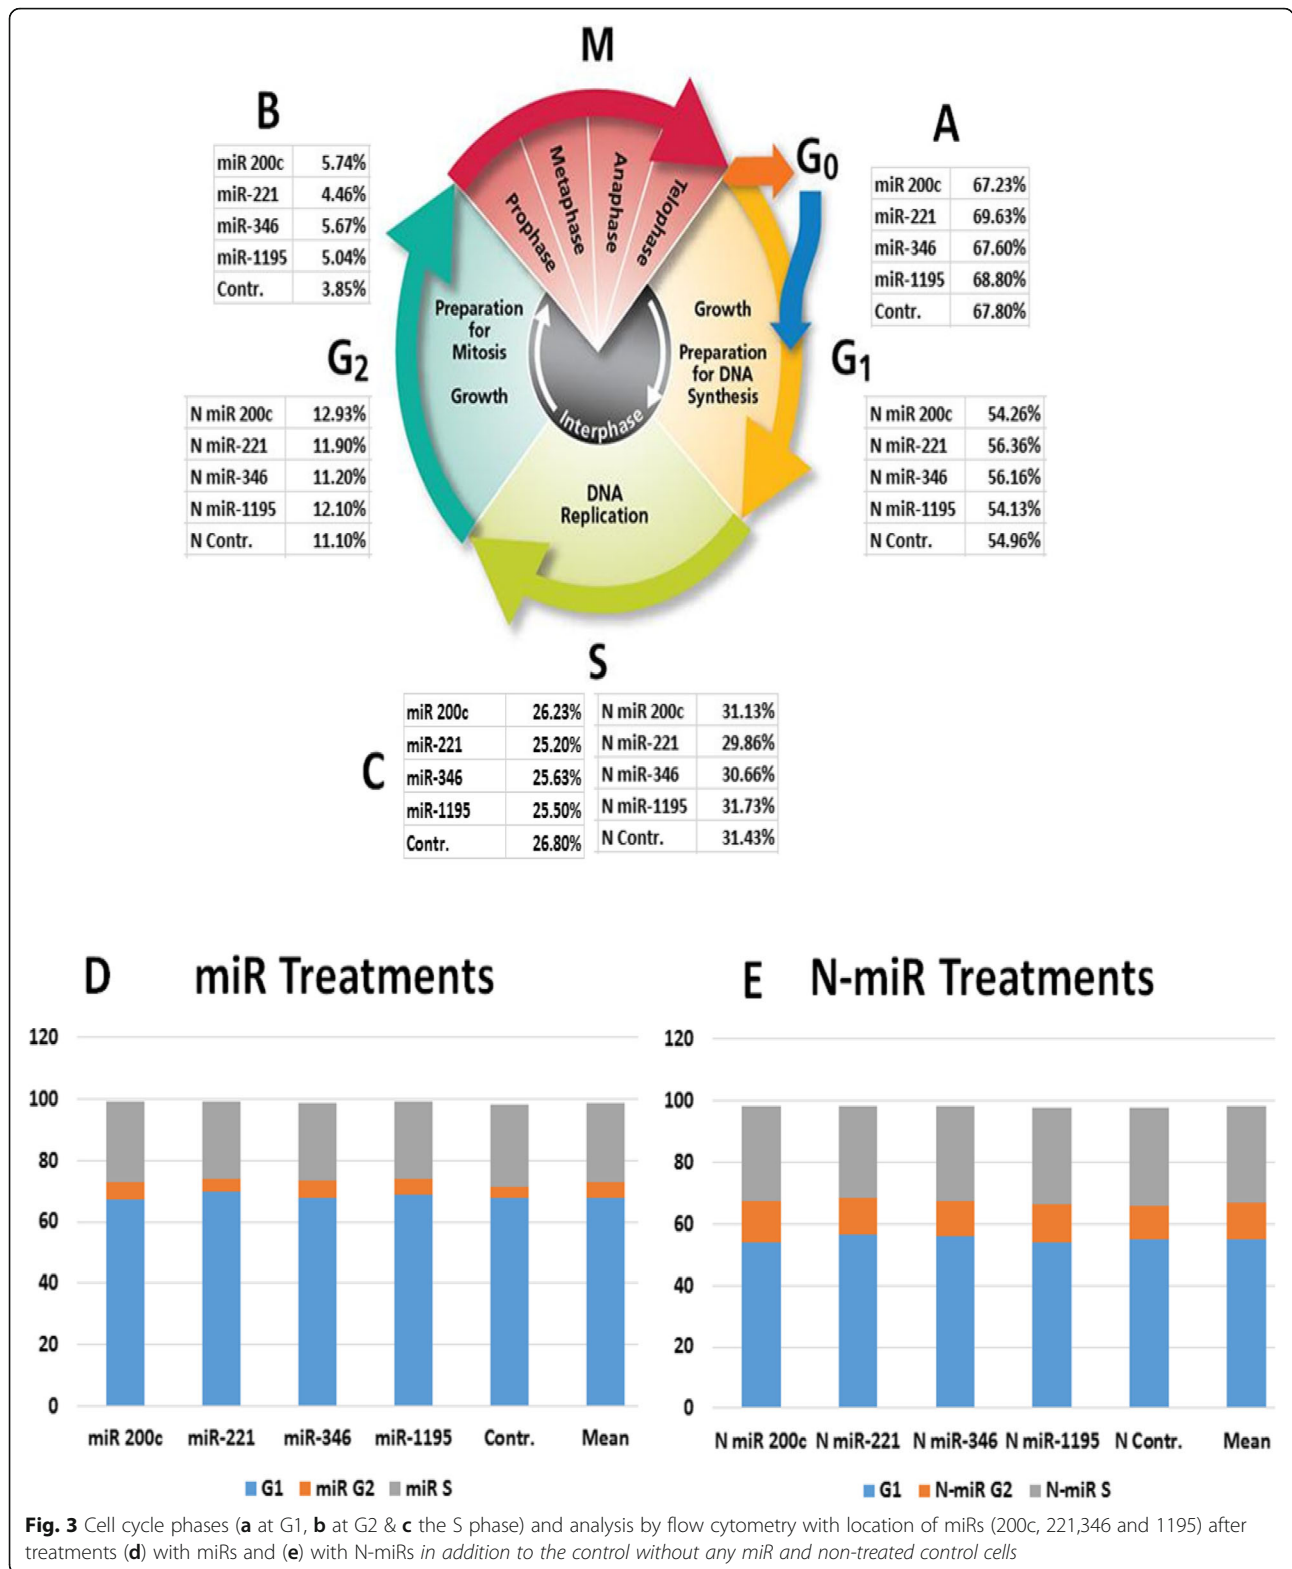 M
B
miR 200c 5.74%
miR-221 4.46%
miR-346 5.67%
miR-1195 5.04%
Contr. 3.85%
A
miR 200c 67.23%
miR-221 69.63%
miR-346 67.60%
miR-1195 68.80%
Contr. 67.80%
G0
Prophase
Metaphase
Anaphase
Telophase
Preparation
for
Mitosis
Growth
Growth
Preparation
for DNA
Synthesis
Interphase
DNA
Replication
G2
N miR 200c 12.93%
N miR-221 11.90%
N miR-346 11.20%
N miR-1195 12.10%
N Contr. 11.10%
G1
N miR 200c 54.26%
N miR-221 56.36%
N miR-346 56.16%
N miR-1195 54.13%
N Contr. 54.96%
S
C
miR 200c 26.23%
miR-221 25.20%
miR-346 25.63%
miR-1195 25.50%
Contr. 26.80%
N miR 200c 31.13%
N miR-221 29.86%
N miR-346 30.66%
N miR-1195 31.73%
N Contr. 31.43%
D miR Treatments
120
100
80
60
40
20
0
miR 200c miR-221 miR-346 miR-1195 Contr. Mean
G1 miR G2 miR S
E N-miR Treatments
120
100
80
60
40
20
0
N miR 200c N miR-221 N miR-346 N miR-1195 N Contr. Mean
G1 N-miR G2 N-miR S
Fig. 3 Cell cycle phases (a at G1, b at G2 & c the S phase) and analysis by flow cytometry with location of miRs (200c, 221,346 and 1195) after
treatments (d) with miRs and (e) with N-miRs in addition to the control without any miR and non-treated control cells